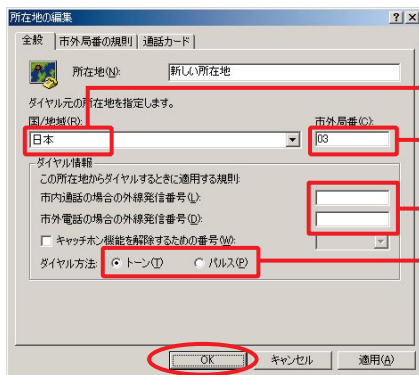 所在地の編集
全般 市外局番の規則 通話カード
所在地(N): 新しい所在地
ダイヤル元の所在地を指定します。
国/地域(R): 市外局番(C):
日本 03
ダイヤル情報
この所在地からダイヤルするときに適用する規則:
市内通話の場合の外線発信番号(L):
市外電話の場合の外線発信番号(D):
キャッチホン機能を解除するための番号(W):
ダイヤル方法: トーン(T) パルス(P)
OK キャンセル 適用(A)